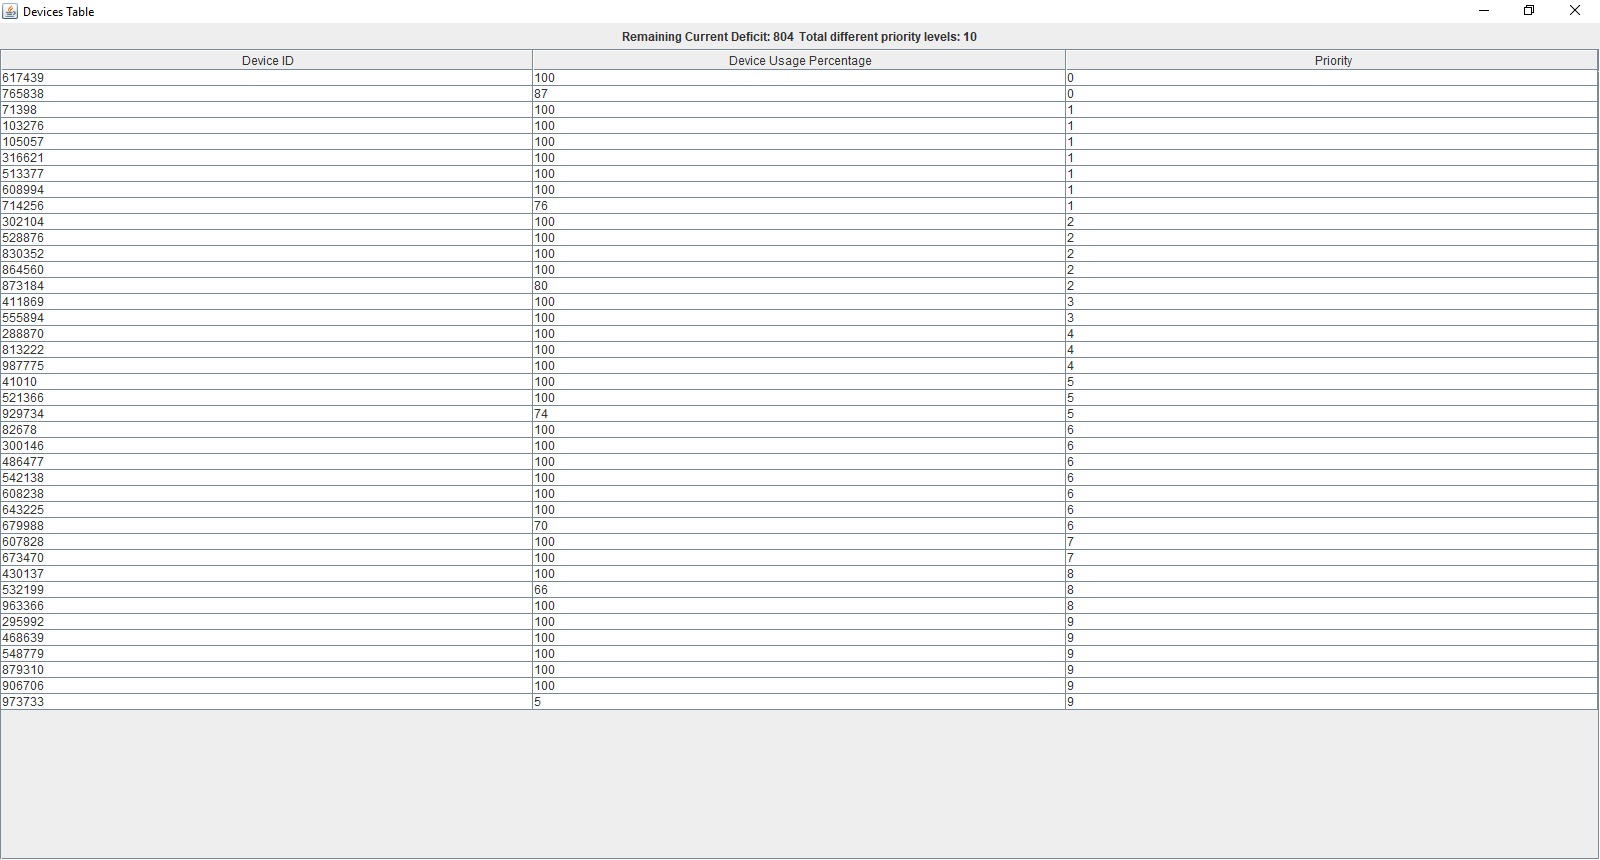 Devices Table
Remaining Current Deficit: 804 Total different priority levels: 10
Device ID Device Usage Percentage Priority
617439 100 0
765838 87 0
71398 100 1
103276 100 1
105057 100 1
316621 100 1
513377 100 1
608994 100 1
714256 76 1
302104 100 2
528876 100 2
830352 100 2
864560 100 2
873184 80 2
411869 100 3
555894 100 3
288870 100 4
813222 100 4
987775 100 4
41010 100 5
521366 100 5
929734 74 5
82678 100 6
300146 100 6
486477 100 6
542138 100 6
608238 100 6
643225 100 6
679988 70 6
607828 100 7
673470 100 7
430137 100 8
532199 66 8
963366 100 8
295992 100 9
468639 100 9
548779 100 9
879310 100 9
906706 100 9
973733 5 9